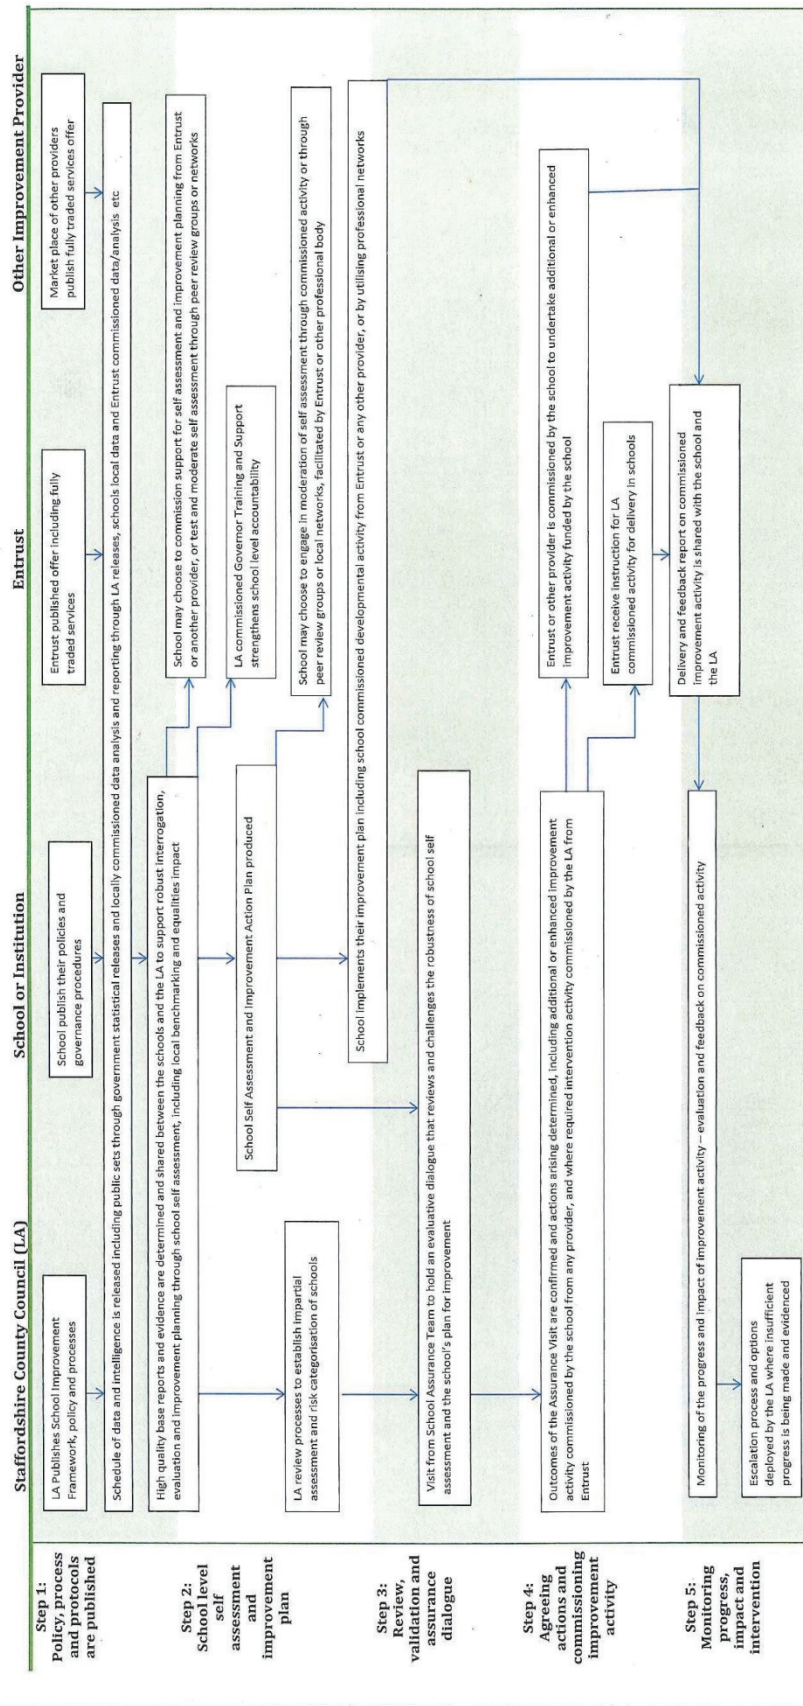 Staffordshire County Council (LA)
School or Institution
Entrust
Other Improvement Provider
Step 1:
Policy, process
and protocols
are published
LA Publishes School Improvement
Framework, policy and processes
School publish their policies and
governance procedures
Entrust published offer including fully
traded services
Market place of other providers
publish fully traded services offer
Schedule of data and intelligence is released including public sets through government statistical releases and locally commissioned data analysis and reporting through LA releases, schools local data and Entrust commissioned data/analysis etc
Step 2:
School level
self
assessment
and
improvement
plan
High quality base reports and evidence are determined and shared between the schools and the LA to support robust interrogation,
evaluation and improvement planning through school self assessment, including local benchmarking and equalities impact
School may choose to commission support for self assessment and improvement planning from Entrust
or another provider, or test and moderate self assessment through peer review groups or networks
LA commissioned Governor Training and Support
strengthens school level accountability
School Self Assessment and Improvement Action Plan produced
LA review processes to establish impartial
assessment and risk categorisation of schools
School may choose to engage in moderation of self assessment through commissioned activity or through
peer review groups or local networks, facilitated by Entrust or other professional body
School implements their improvement plan including school commissioned developmental activity from Entrust or any other provider, or by utilising professional networks
Step 3:
Review,
validation and
assurance
dialogue
Visit from School Assurance Team to hold an evaluative dialogue that reviews and challenges the robustness of school self
assessment and the school's plan for improvement
Step 4:
Agreeing
actions and
commissioning
improvement
activity
Outcomes of the Assurance Visit are confirmed and actions arising determined, including additional or enhanced improvement
activity commissioned by the school from any provider, and where required intervention activity commissioned by the LA from
Entrust
Entrust or other provider is commissioned by the school to undertake additional or enhanced
improvement activity funded by the school
Entrust receive instruction for LA
commissioned activity for delivery in schools
Step 5:
Monitoring
progress,
impact and
intervention
Delivery and feedback report on commissioned
improvement activity is shared with the school and
the LA
Monitoring of the progress and impact of improvement activity – evaluation and feedback on commissioned activity
Escalation process and options
deployed by the LA where insufficient
progress is being made and evidenced